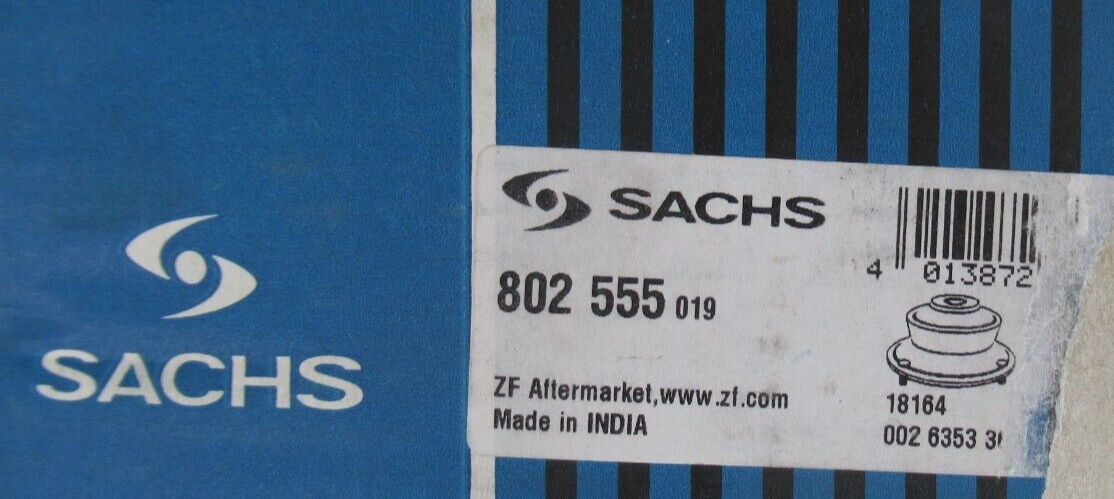 SACHS
SACHS
4 013872
802 555 019
ZF Aftermarket,www.zf.com
Made in INDIA
18164
002 6353